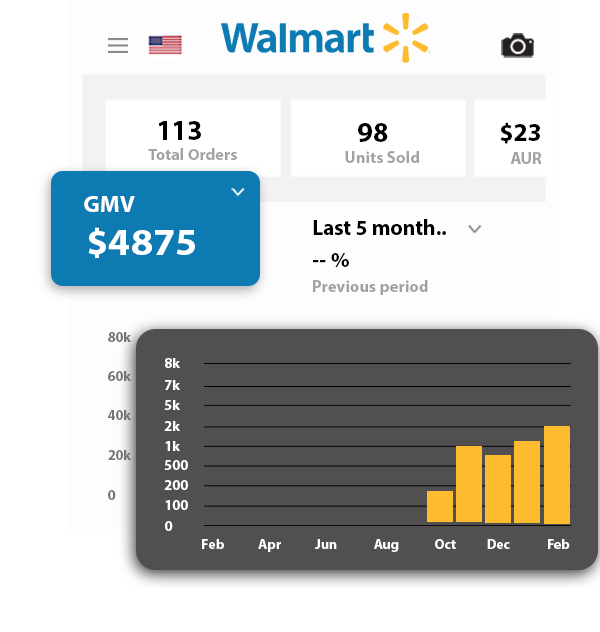 Walmart
113
Total Orders
98
Units Sold
$23
AUR
GMV
$4875
Last 5 month..
-- %
Previous period
80k
60k
40k
20k
0
8k
7k
5k
2k
1k
500
200
100
0
Feb Apr Jun Aug Oct Dec Feb